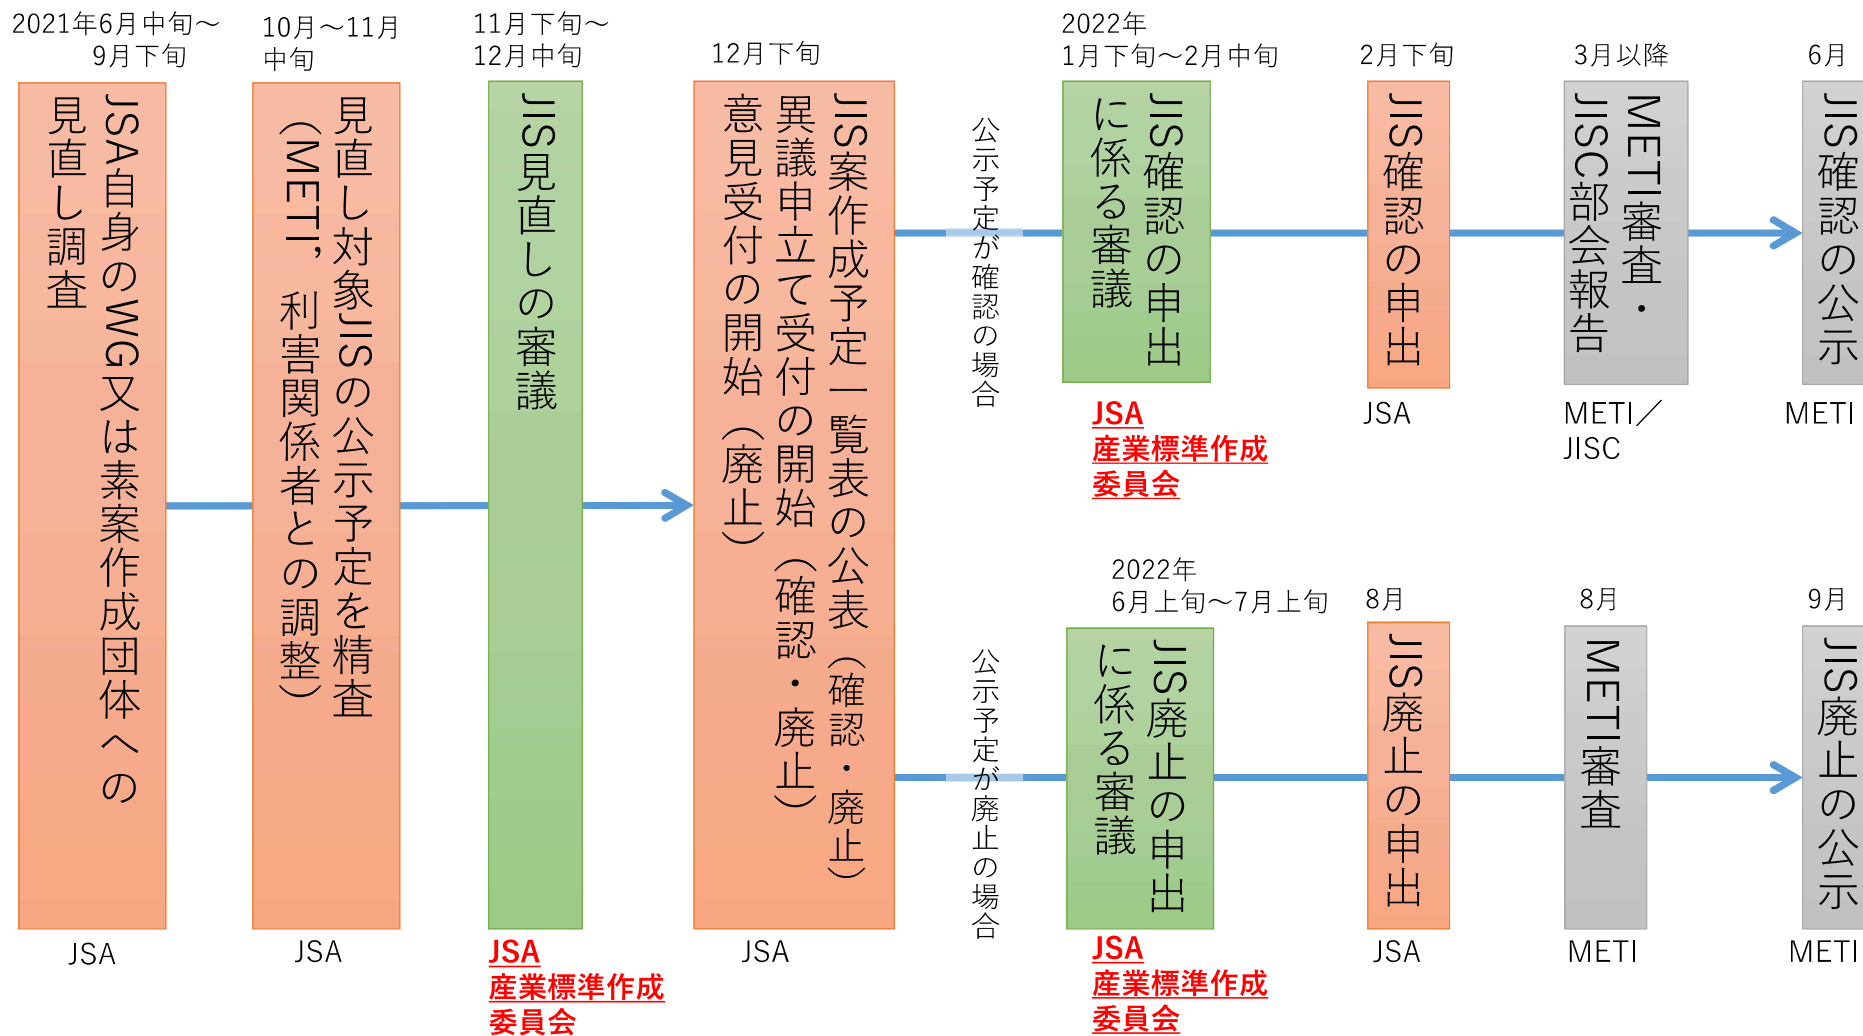 2021年6月中旬～
9月下旬
JSA自身のWG又は素案作成団体への
見直し調査
JSA
10月～11月
中旬
見直し対象JISの公示予定を精査
（METI，利害関係者との調整）
JSA
11月下旬～
12月中旬
JIS見直しの審議
JSA
産業標準作成
委員会
12月下旬
JIS案作成予定一覧表の公表（確認・廃止）
異議申立て受付の開始（確認・廃止）
意見受付の開始（廃止）
JSA
公示予定が確認の場合
2022年
1月下旬～2月中旬
JIS確認の申出
に係る審議
JSA
産業標準作成
委員会
2月下旬
JIS確認の申出
JSA
3月以降
METI審査・
JISC部会報告
METI／
JISC
6月
JIS確認の公示
METI
公示予定が廃止の場合
2022年
6月上旬～7月上旬
JIS廃止の申出
に係る審議
JSA
産業標準作成
委員会
8月
JIS廃止の申出
JSA
8月
METI審査
METI
9月
JIS廃止の公示
METI